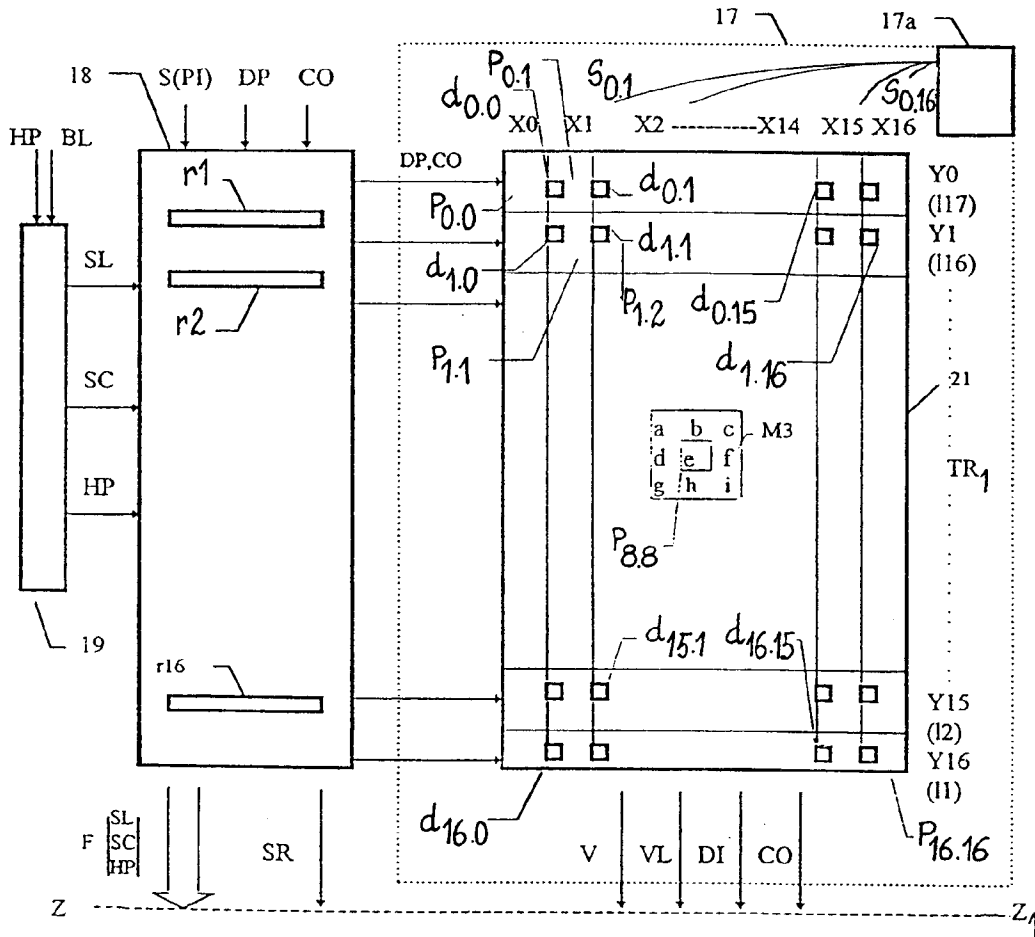 17 17a
18 S(PI) DP CO
P0.1 S0.1
d0.0 S0.16
HP BL X0 X1 X2 --------X14 X15 X16
DP,CO
r1 d0.1 Y0
P0.0 (l17)
SL d1.0 d1.1 Y1
(l16)
r2 P1.2 d0.15
P1.1 d1.16
SC 21
a b c M3
d e f TR1
HP g h i
P8.8
19 r16 d15.1 d16.15
Y15
(l2)
Y16
(l1)
d16.0 P16.16
F SL SC HP SR V VL DI CO
Z Z1